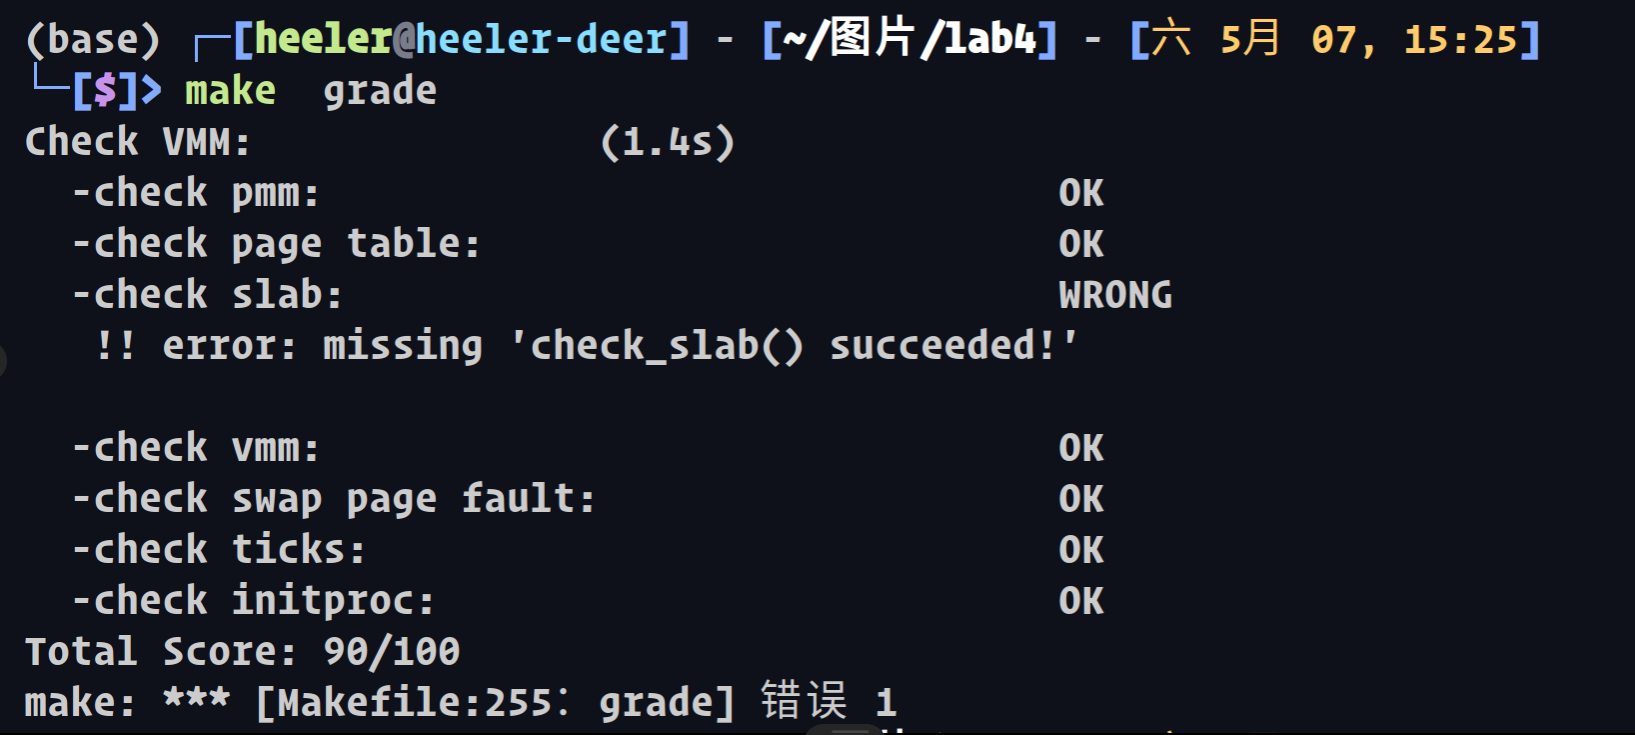 (base) ┌─[heeler@heeler-deer] - [~/图片/lab4] - [六 5月 07, 15:25]
└─[$]> make  grade
Check VMM:               (1.4s)
  -check pmm:                                OK
  -check page table:                         OK
  -check slab:                               WRONG
   !! error: missing 'check_slab() succeeded!'
  -check vmm:                                OK
  -check swap page fault:                    OK
  -check ticks:                              OK
  -check initproc:                           OK
Total Score: 90/100
make: *** [Makefile:255：grade] 错误 1